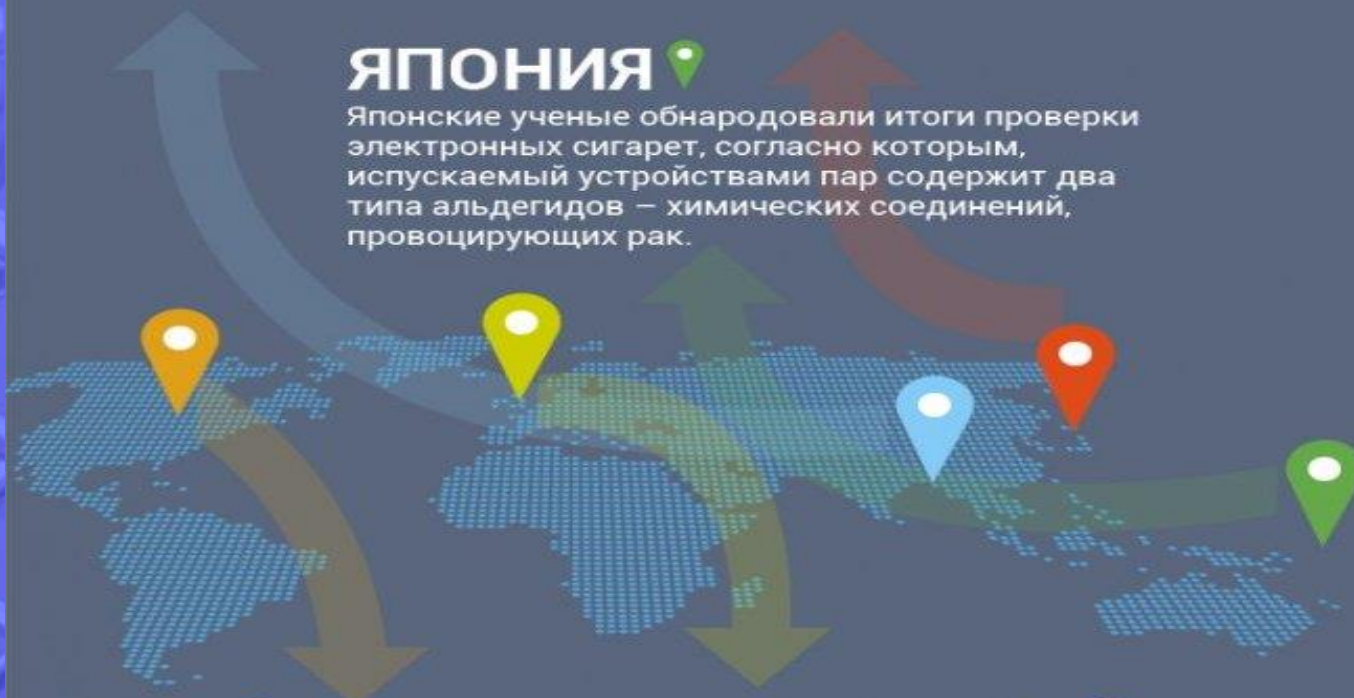 ЯПОНИЯ
Японские ученые обнародовали итоги проверки
электронных сигарет, согласно которым,
испускаемый устройствами пар содержит два
типа альдегидов – химических соединений,
провоцирующих рак.